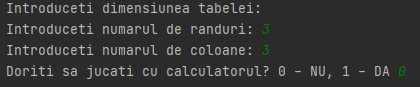 Introduceti dimensiunea tabelei:
Introduceti numarul de randuri: 3
Introduceti numarul de coloane: 3
Doriti sa jucati cu calculatorul? 0 - NU, 1 - DA 0